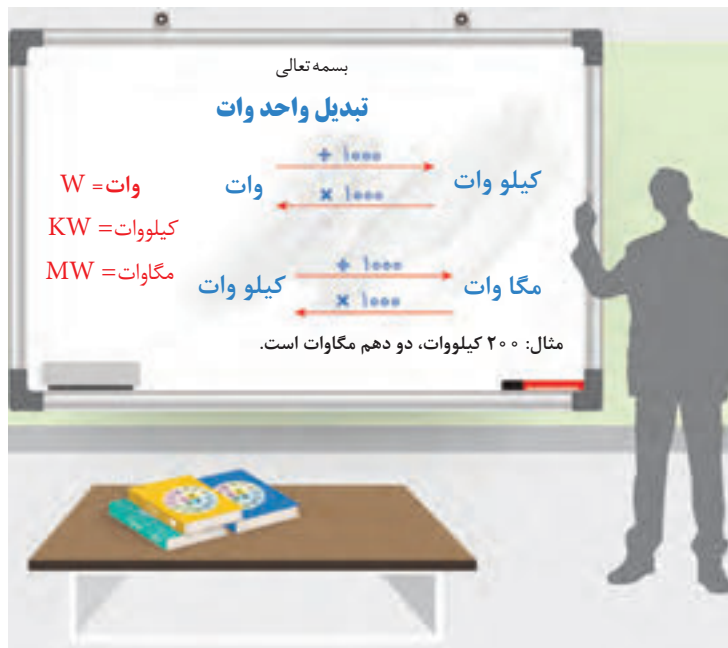 بسمه تعالی
تبدیل واحد وات
÷ ۱۰۰۰
وات کیلو وات
× ۱۰۰۰
÷ ۱۰۰۰
کیلو وات مگا وات
× ۱۰۰۰
وات = W
کیلووات = KW
مگاوات = MW
مثال: ۲۰۰ کیلووات، دو دهم مگاوات است.